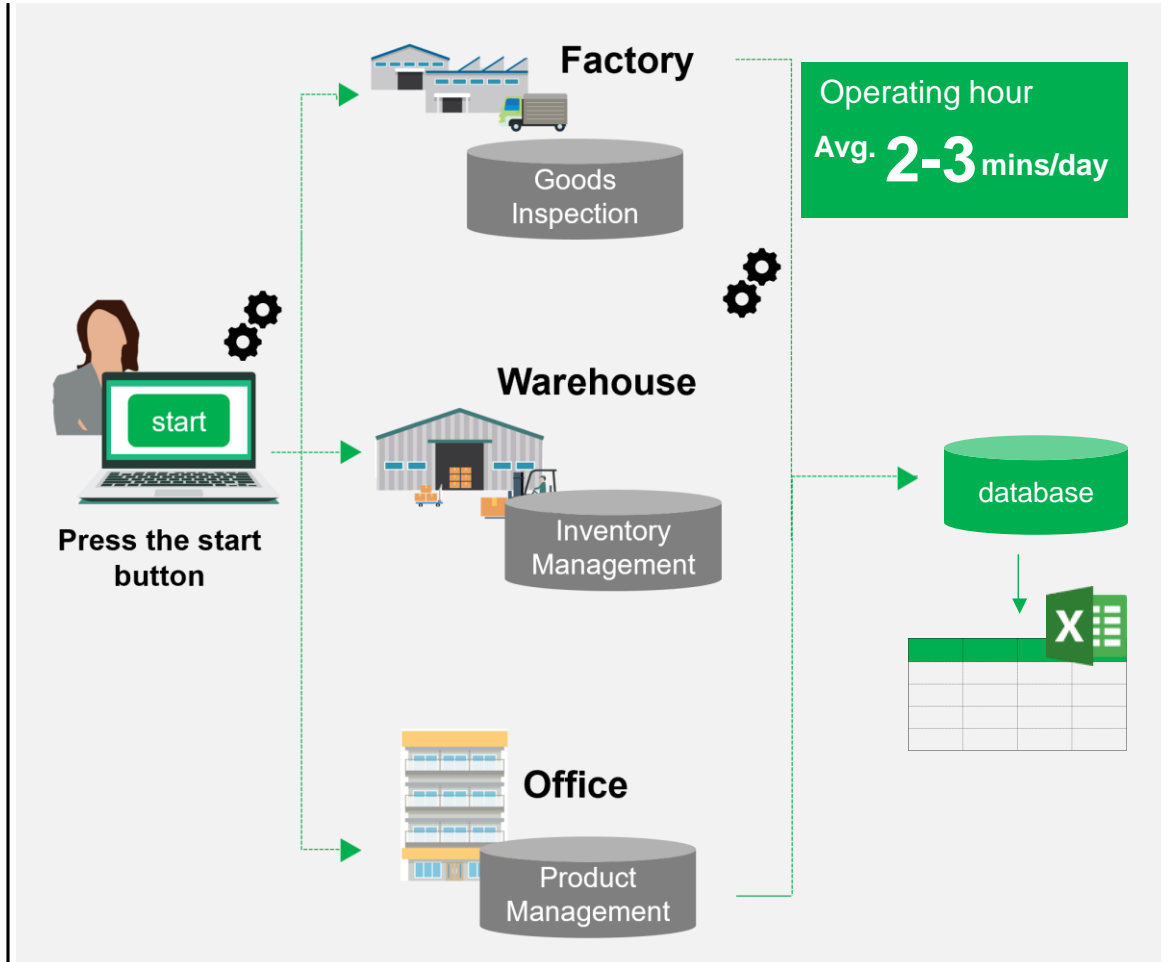 Factory
Goods
Inspection
Operating hour
Avg. 2-3 mins/day
start
Press the start
button
Warehouse
Inventory
Management
database
X
Office
Product
Management